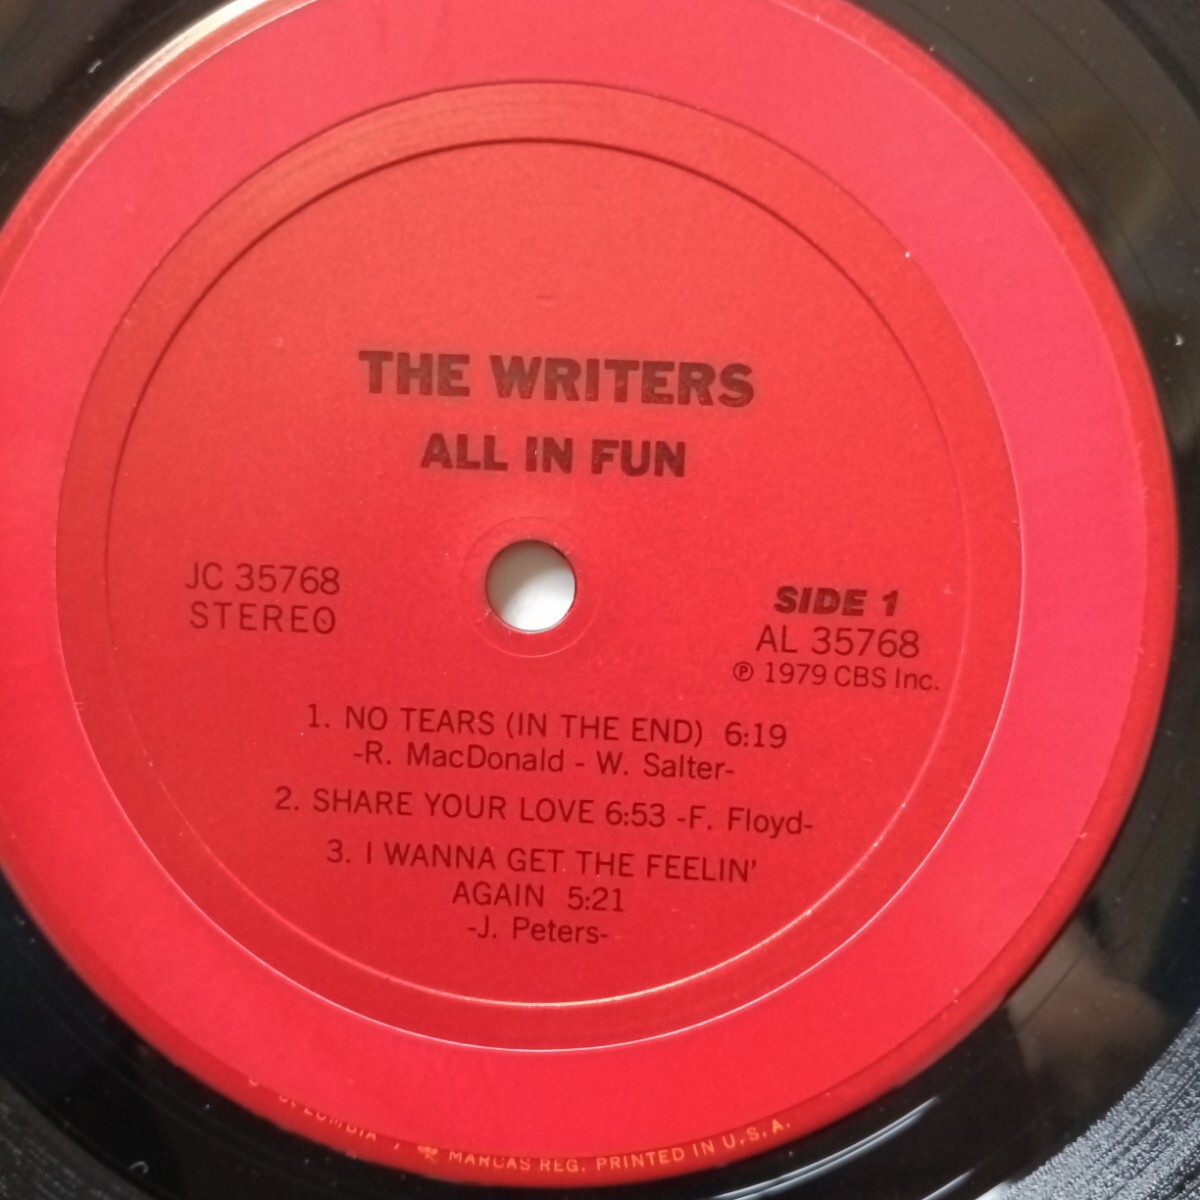 THE WRITERS
ALL IN FUN
JC 35768
STEREO
SIDE 1
AL 35768
℗ 1979 CBS Inc.
1. NO TEARS (IN THE END) 6:19
-R. MacDonald - W. Salter-
2. SHARE YOUR LOVE 6:53 -F. Floyd-
3. I WANNA GET THE FEELIN'
AGAIN 5:21
-J. Peters-
MARCAS REG. PRINTED IN U.S.A.